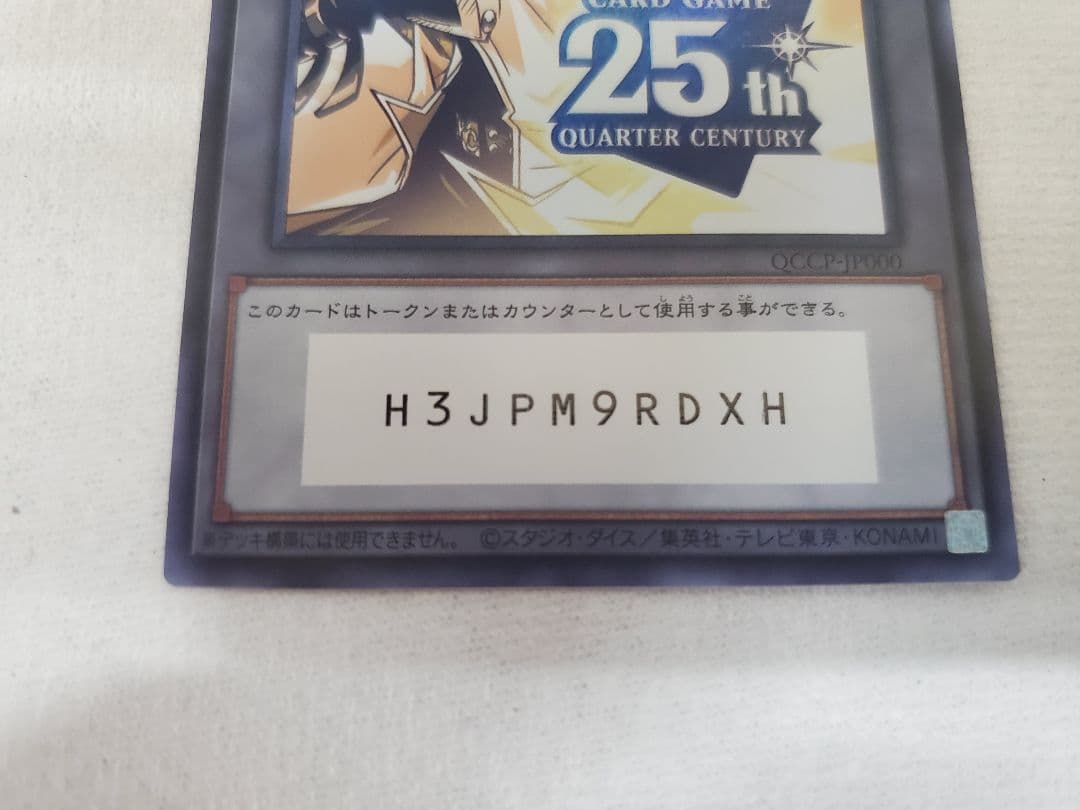 CARD GAME
25th
QUARTER CENTURY
QCCP-JP000
このカードはトークンまたはカウンターとして使用する事ができる。
H3JPM9RDXH
※デッキ構築には使用できません。 ©スタジオ・ダイス／集英社・テレビ東京・KONAMI